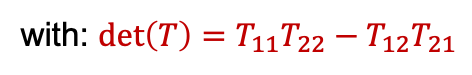 with: det(T) = T₁₁T₂₂ − T₁₂T₂₁